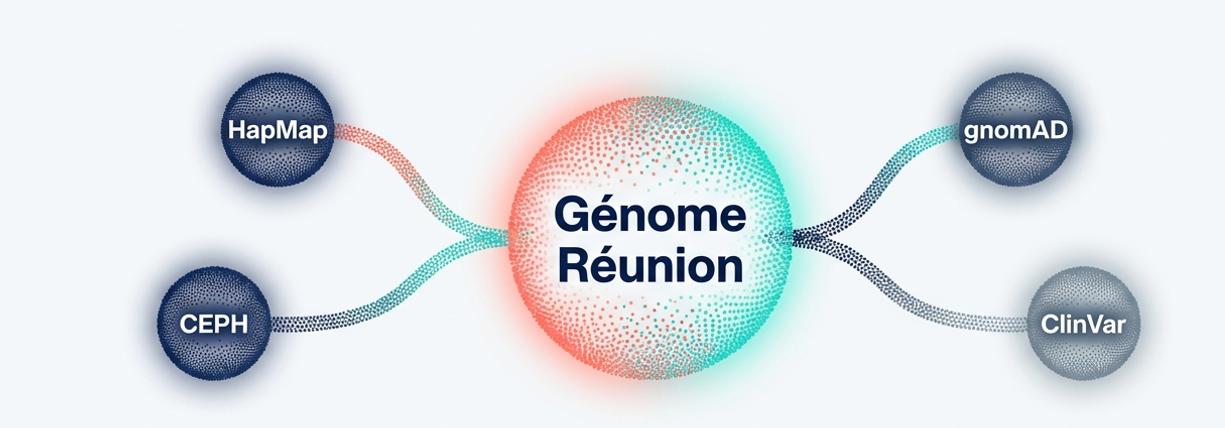 HapMap
gnomAD
Génome
Réunion
CEPH
ClinVar